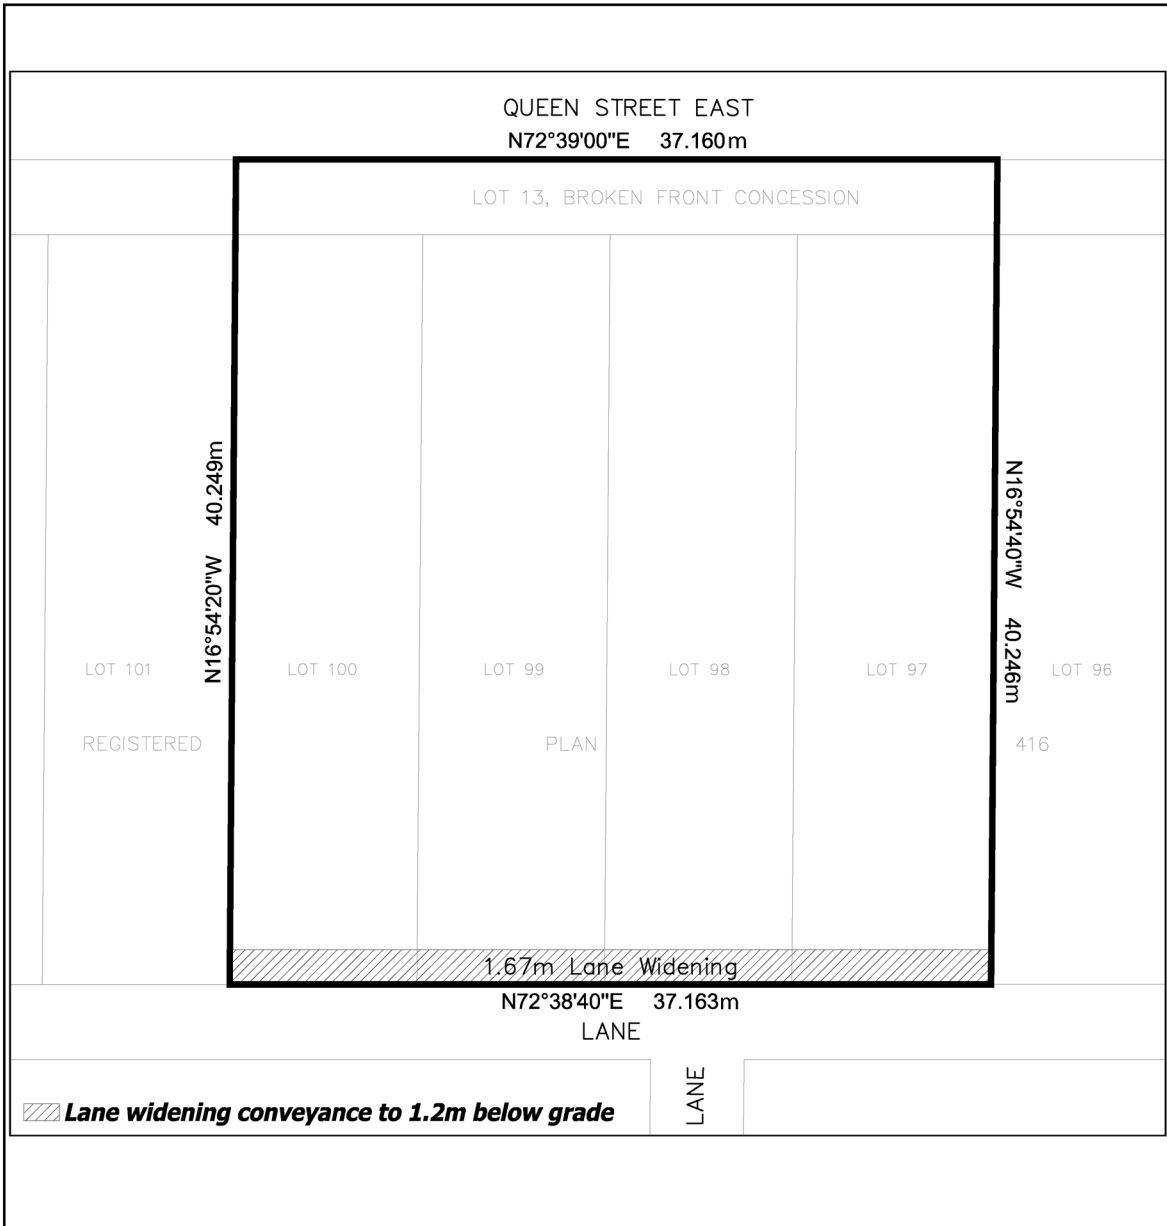 QUEEN STREET EAST
N72°39'00"E 37.160m
LOT 13, BROKEN FRONT CONCESSION
N16°54'20"W 40.249m
N16°54'40"W 40.246m
LOT 101 LOT 100 LOT 99 LOT 98 LOT 97 LOT 96
REGISTERED PLAN 416
1.67m Lane Widening
N72°38'40"E 37.163m
LANE
LANE
Lane widening conveyance to 1.2m below grade